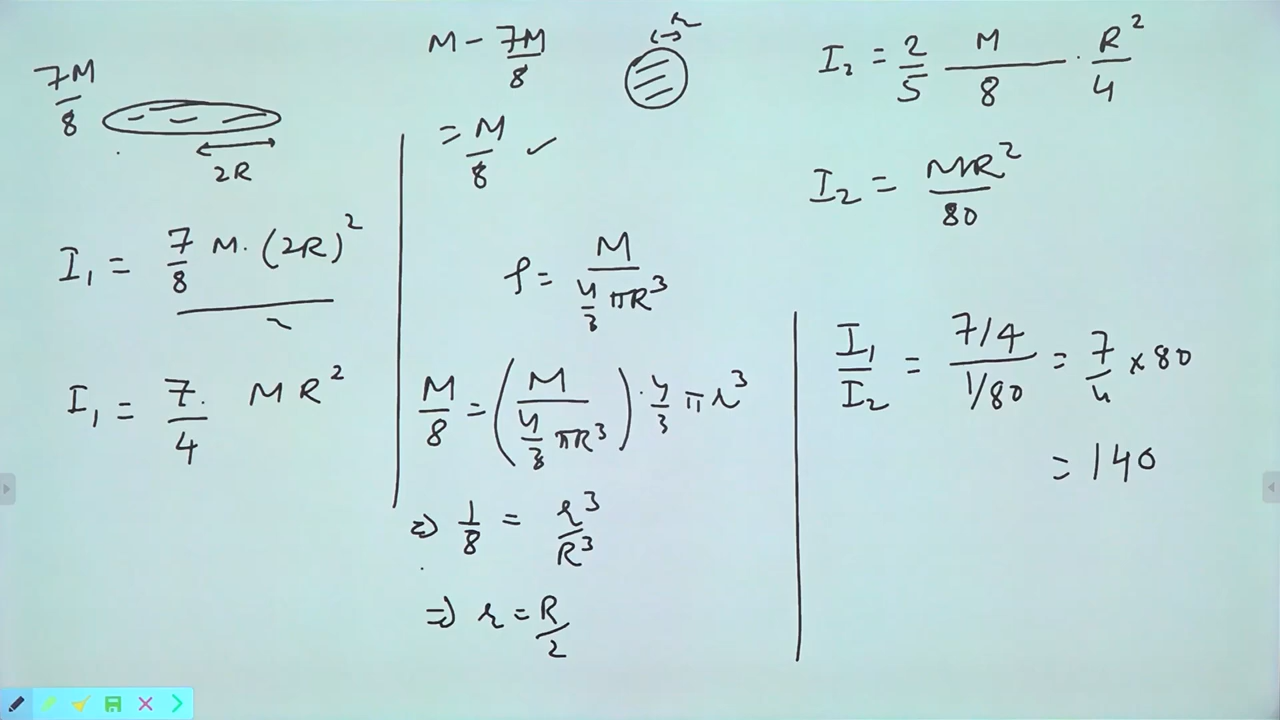 7M/8
2R
I₁ = 7/8 M. (2R)² / 2
I₁ = 7./4 MR²
M - 7M/8
r
= M/8 ✓
ρ = M / (4/3 πR³)
M/8 = (M / (4/3 πR³)) · 4/3 πr³
⇒ 1/8 = r³/R³
⇒ r = R/2
I₂ = 2/5 M/8 · R²/4
I₂ = MR²/80
I₁/I₂ = (7/4)/(1/80) = 7/4 × 80
= 140